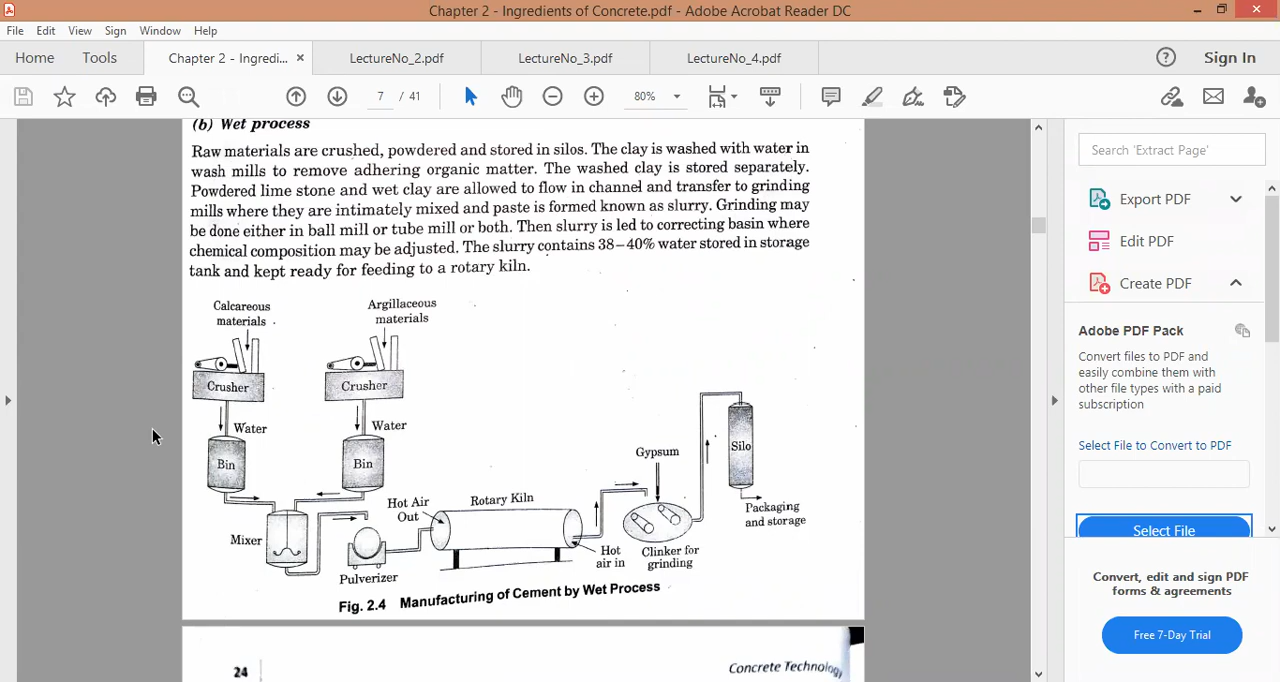 Chapter 2 - Ingredients of Concrete.pdf - Adobe Acrobat Reader DC
File Edit View Sign Window Help
Home Tools Chapter 2 - Ingredi... × LectureNo_2.pdf LectureNo_3.pdf LectureNo_4.pdf Sign In
7 / 41 80%
(b) Wet process
Raw materials are crushed, powdered and stored in silos. The clay is washed with water in
wash mills to remove adhering organic matter. The washed clay is stored separately.
Powdered lime stone and wet clay are allowed to flow in channel and transfer to grinding
mills where they are intimately mixed and paste is formed known as slurry. Grinding may
be done either in ball mill or tube mill or both. Then slurry is led to correcting basin where
chemical composition may be adjusted. The slurry contains 38–40% water stored in storage
tank and kept ready for feeding to a rotary kiln.
Calcareous
materials
Argillaceous
materials
Crusher
Crusher
Water
Water
Bin
Bin
Mixer
Pulverizer
Hot Air
Out
Rotary Kiln
Hot
air in
Gypsum
Clinker for
grinding
Silo
Packaging
and storage
Fig. 2.4 Manufacturing of Cement by Wet Process
24
Concrete Technology
Search 'Extract Page'
Export PDF
Edit PDF
Create PDF
Adobe PDF Pack
Convert files to PDF and
easily combine them with
other file types with a paid
subscription
Select File to Convert to PDF
Select File
Convert, edit and sign PDF
forms & agreements
Free 7-Day Trial